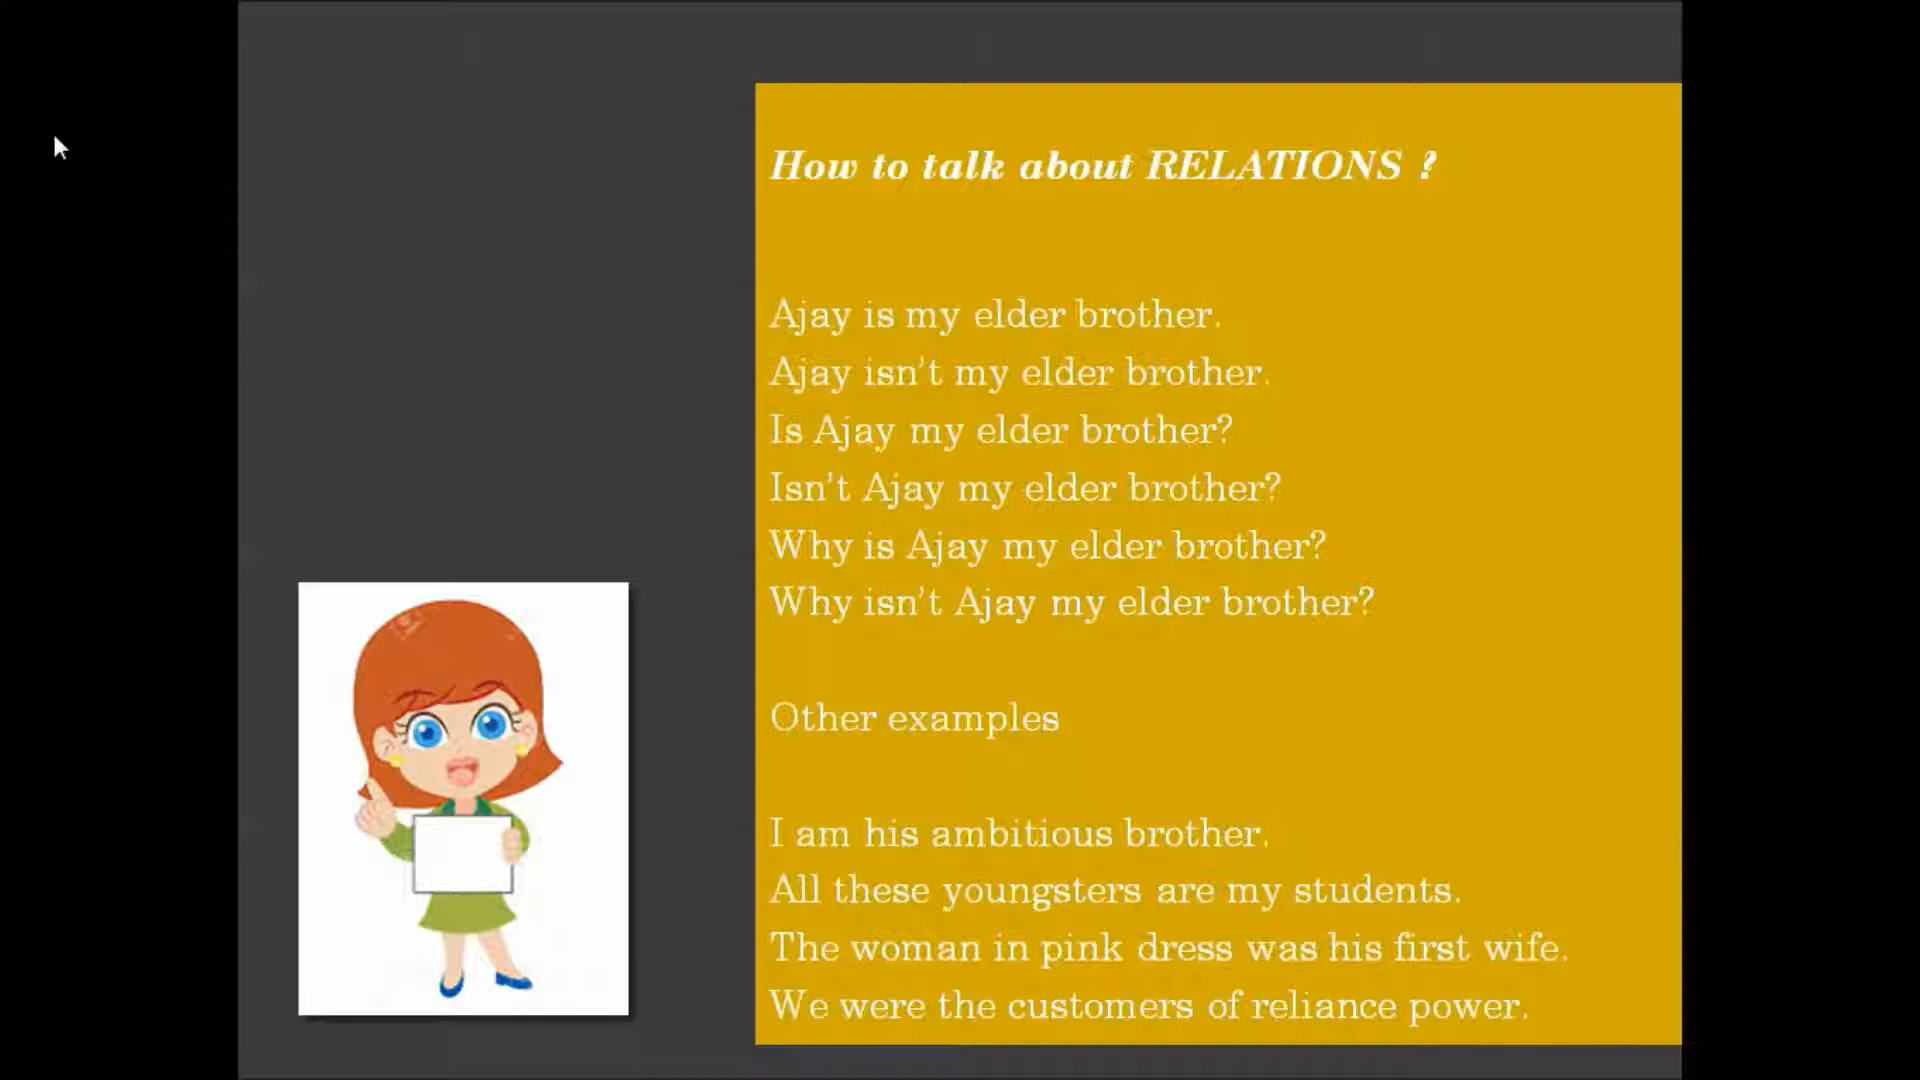 How to talk about RELATIONS ?
Ajay is my elder brother.
Ajay isn't my elder brother.
Is Ajay my elder brother?
Isn't Ajay my elder brother?
Why is Ajay my elder brother?
Why isn't Ajay my elder brother?
Other examples
I am his ambitious brother.
All these youngsters are my students.
The woman in pink dress was his first wife.
We were the customers of reliance power.